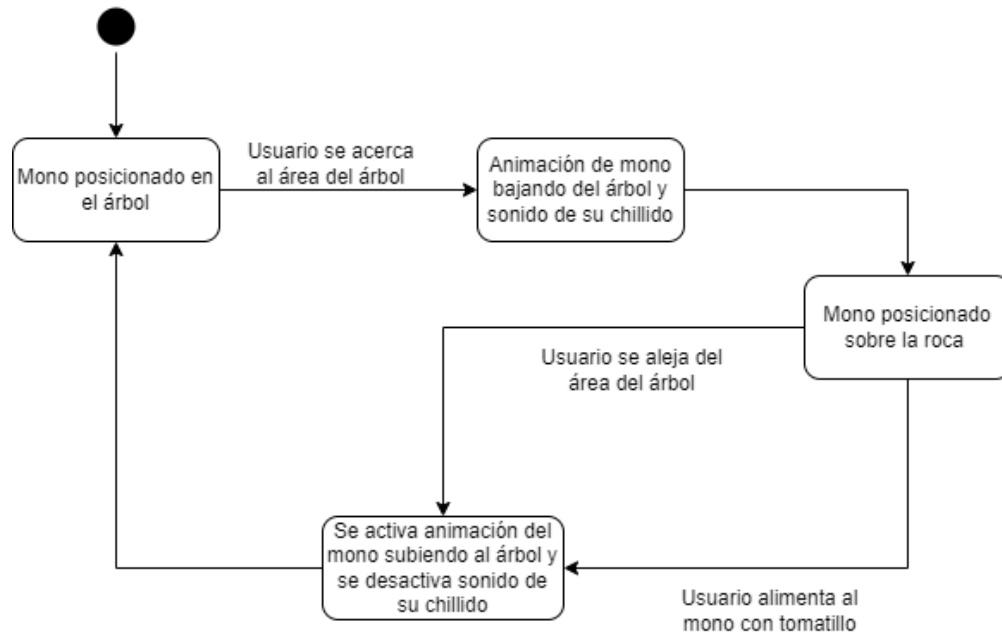 Mono posicionado en
el árbol
Usuario se acerca
al área del árbol
Animación de mono
bajando del árbol y
sonido de su chillido
Mono posicionado
sobre la roca
Usuario se aleja del
área del árbol
Se activa animación del
mono subiendo al árbol y
se desactiva sonido de
su chillido
Usuario alimenta al
mono con tomatillo